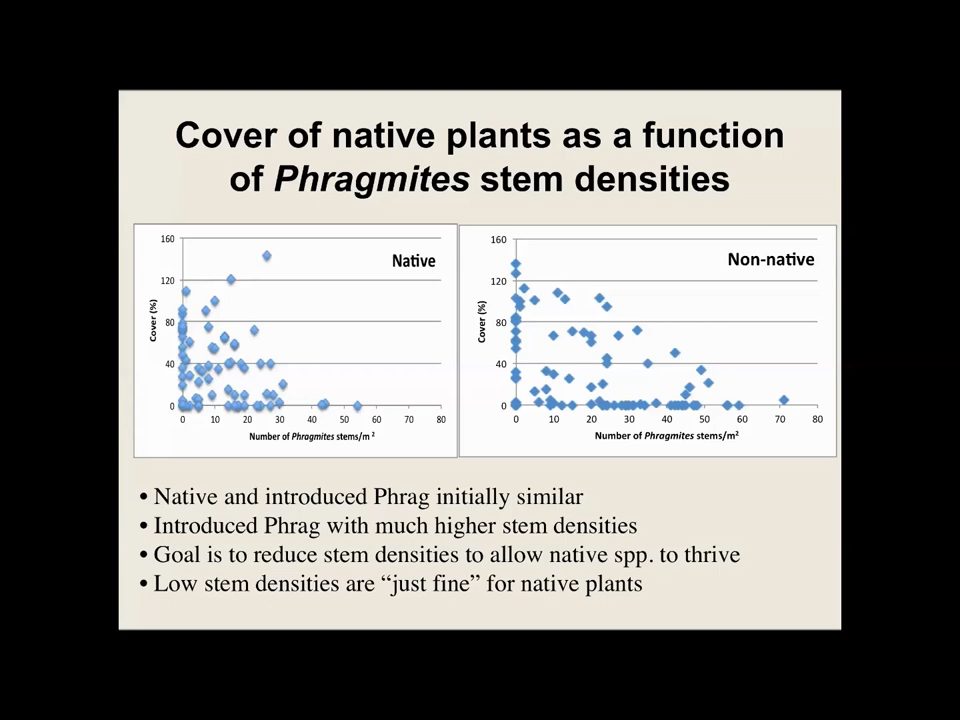 Cover of native plants as a function
of Phragmites stem densities
Native
160
120
80
40
0
Cover (%)
0 10 20 30 40 50 60 70 80
Number of Phragmites stems/m 2
Non-native
160
120
80
40
0
Cover (%)
0 10 20 30 40 50 60 70 80
Number of Phragmites stems/m2
• Native and introduced Phrag initially similar
• Introduced Phrag with much higher stem densities
• Goal is to reduce stem densities to allow native spp. to thrive
• Low stem densities are “just fine” for native plants